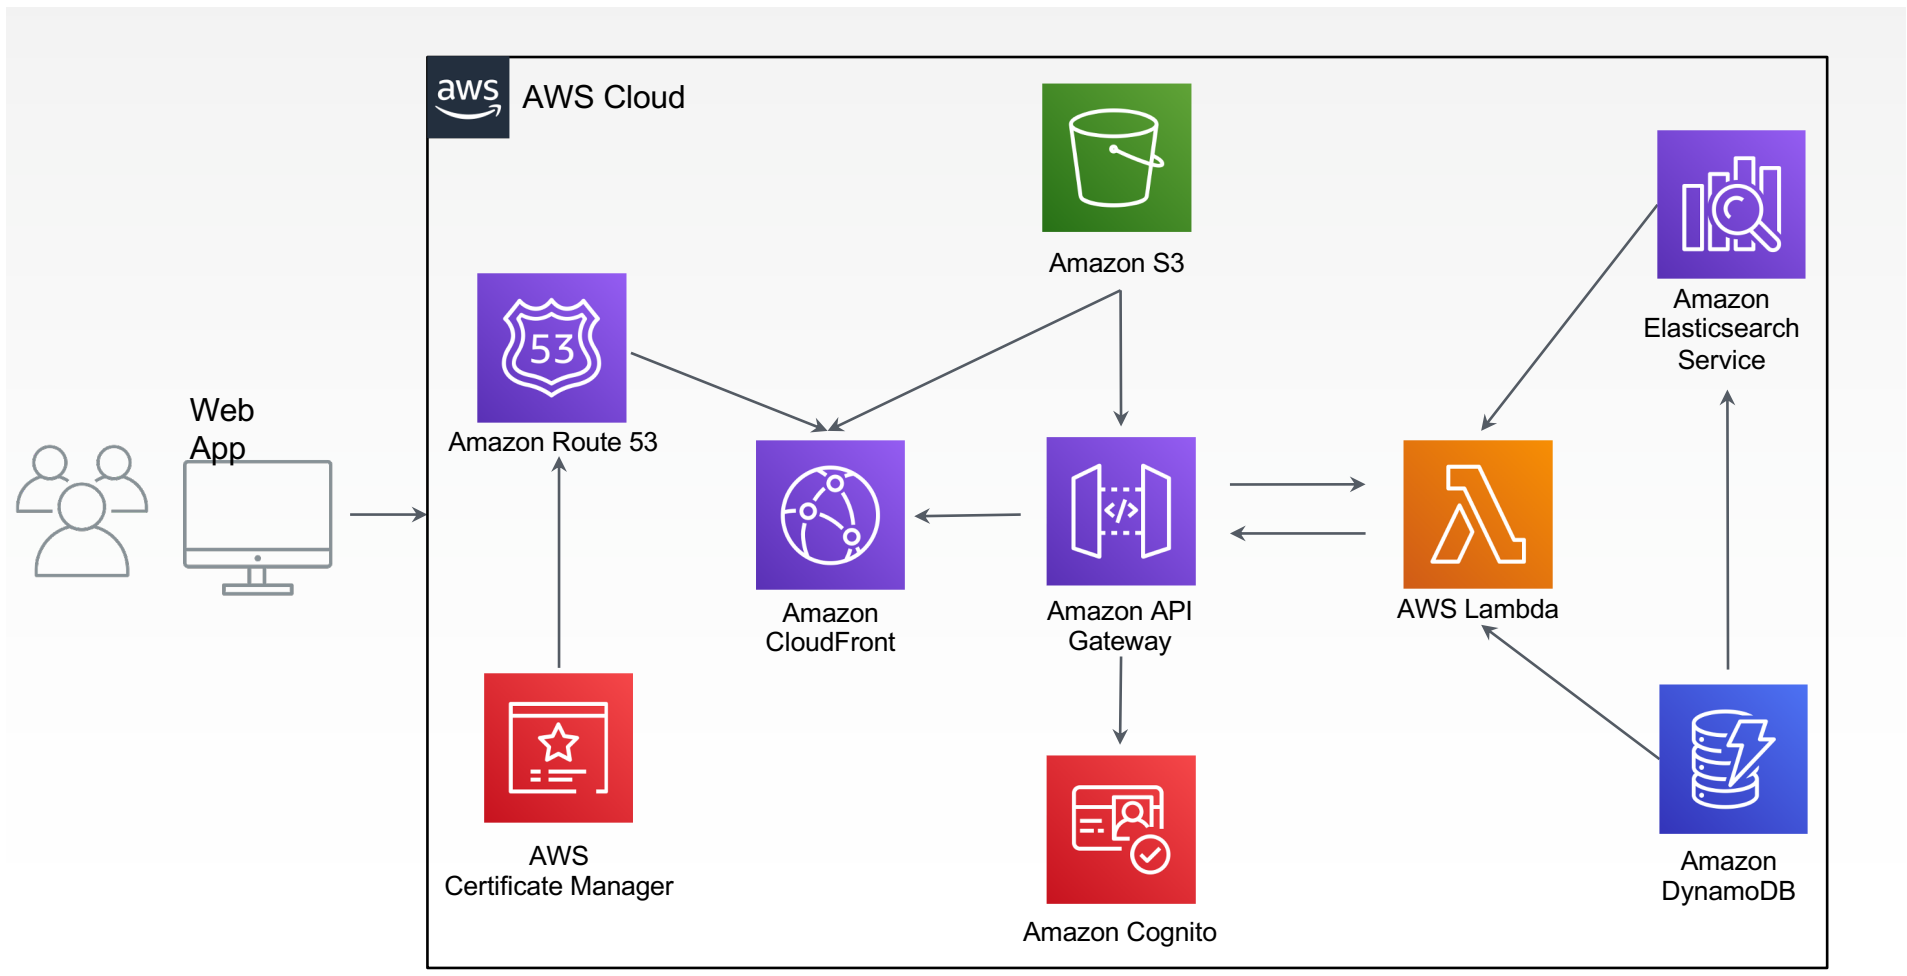 aws
AWS Cloud
Amazon S3
Amazon
Elasticsearch
Service
53
Amazon Route 53
Web
App
Amazon
CloudFront
</>
Amazon API
Gateway
AWS Lambda
AWS
Certificate Manager
Amazon Cognito
Amazon
DynamoDB